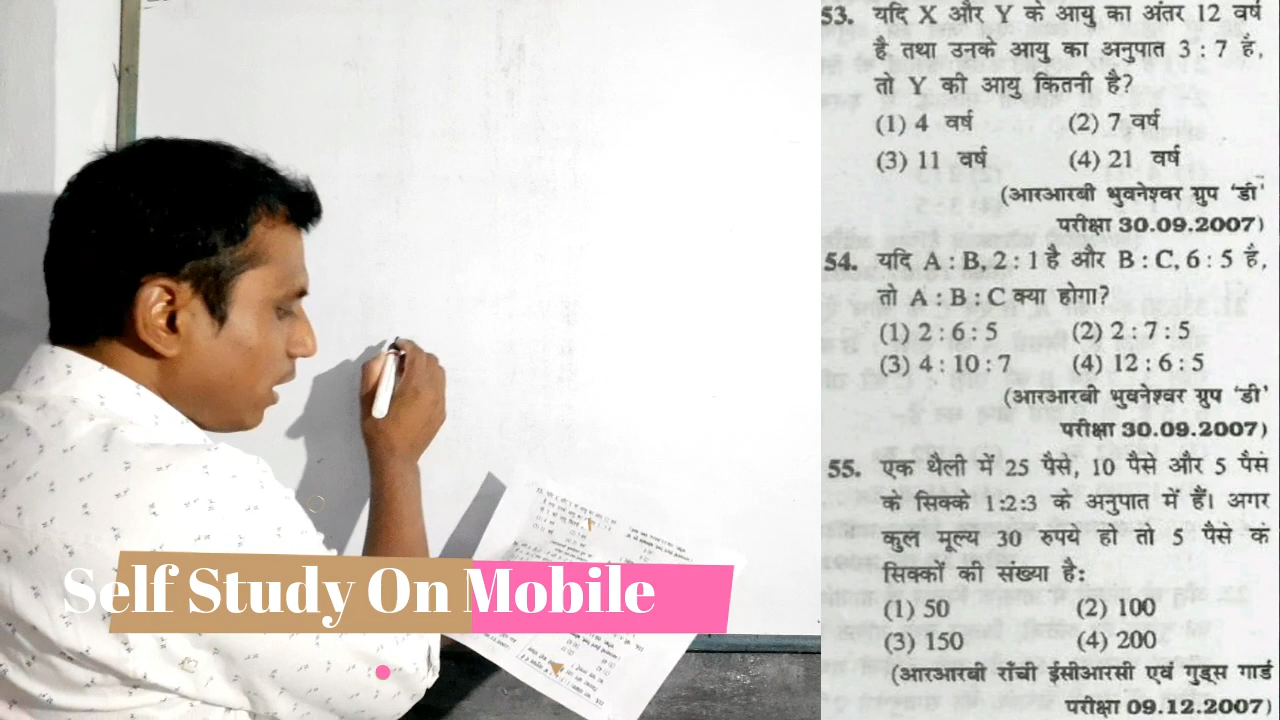 Self Study On Mobile
53. यदि X और Y के आयु का अंतर 12 वर्ष
है तथा उनके आयु का अनुपात 3 : 7 है,
तो Y की आयु कितनी है?
(1) 4 वर्ष (2) 7 वर्ष
(3) 11 वर्ष (4) 21 वर्ष
(आरआरबी भुवनेश्वर ग्रुप ‘डी’
परीक्षा 30.09.2007)
54. यदि A : B, 2 : 1 है और B : C, 6 : 5 है,
तो A : B : C क्या होगा?
(1) 2 : 6 : 5 (2) 2 : 7 : 5
(3) 4 : 10 : 7 (4) 12 : 6 : 5
(आरआरबी भुवनेश्वर ग्रुप ‘डी’
परीक्षा 30.09.2007)
55. एक थैली में 25 पैसे, 10 पैसे और 5 पैसे
के सिक्के 1:2:3 के अनुपात में हैं। अगर
कुल मूल्य 30 रुपये हो तो 5 पैसे के
सिक्कों की संख्या है:
(1) 50 (2) 100
(3) 150 (4) 200
(आरआरबी राँची ईसीआरसी एवं गुड्स गार्ड
परीक्षा 09.12.2007)